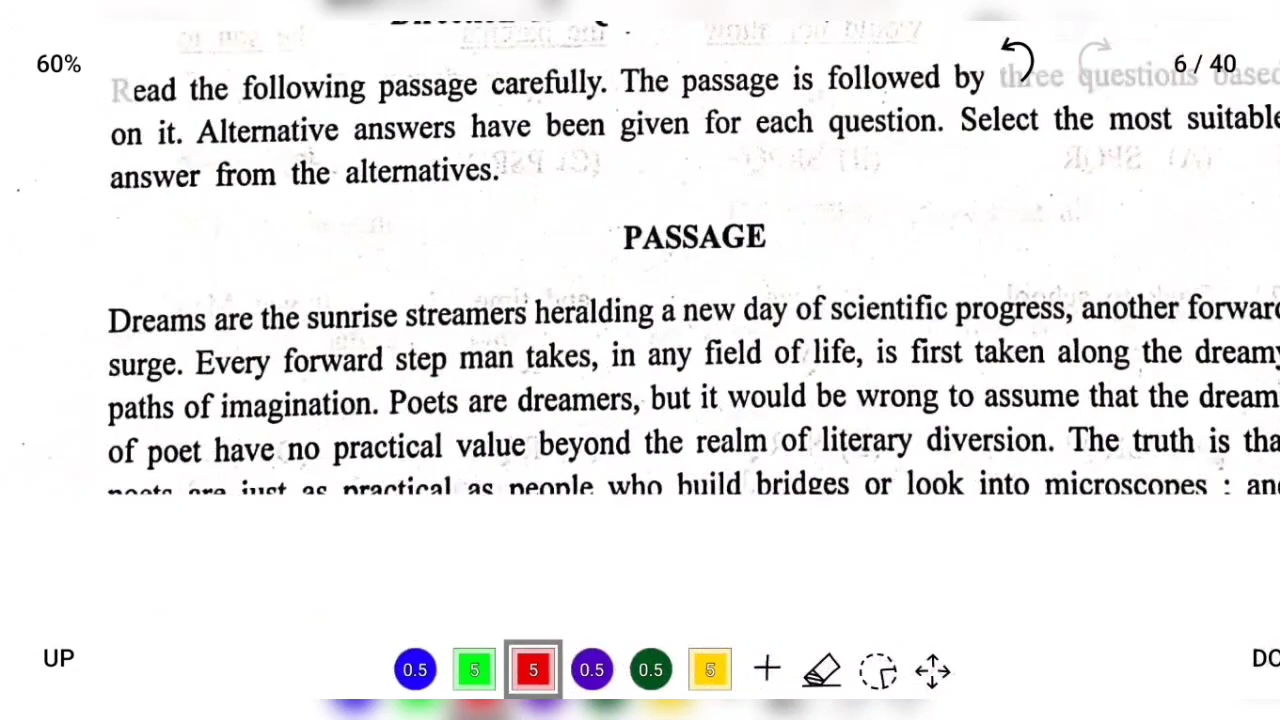 60%
6 / 40
Read the following passage carefully. The passage is followed by three questions based
on it. Alternative answers have been given for each question. Select the most suitable
answer from the alternatives.
PASSAGE
Dreams are the sunrise streamers heralding a new day of scientific progress, another forward
surge. Every forward step man takes, in any field of life, is first taken along the dreamy
paths of imagination. Poets are dreamers, but it would be wrong to assume that the dream
of poet have no practical value beyond the realm of literary diversion. The truth is tha
poets are just as practical as people who build bridges or look into microscopes : and
UP
0.5
5
5
0.5
0.5
5
DO